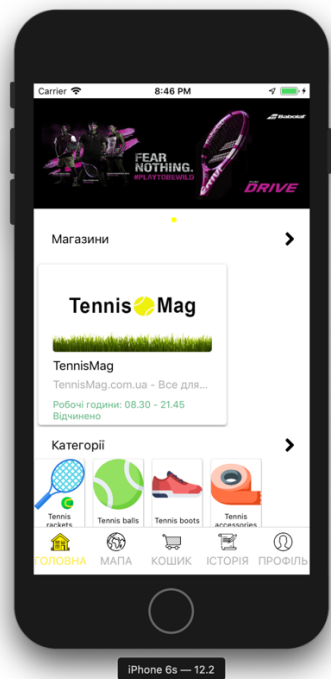 Carrier
8:46 PM
Babolat
FEAR
NOTHING.
#PLAYTOBEWILD
DRIVE
Магазини
Tennis Mag
TennisMag
TennisMag.com.ua - Все для...
Робочі години: 08.30 - 21.45
Відчинено
Категорії
Tennis
rackets
Tennis balls
Tennis boots
Tennis
accessories
ГОЛОВНА
МАПА
КОШИК
ІСТОРІЯ
ПРОФІЛЬ
iPhone 6s — 12.2